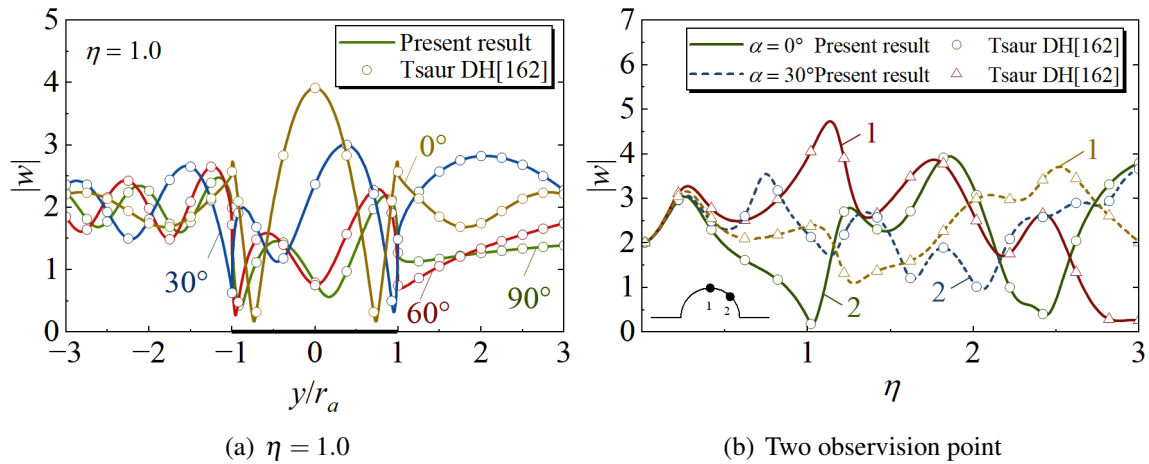 5
4
3
2
1
0
|w|
η = 1.0
Present result
Tsaur DH[162]
0°
30°
60°
90°
−3 −2 −1 0 1 2 3
y/r_a
(a) η = 1.0
7
6
5
4
3
2
1
0
|w|
α = 0° Present result Tsaur DH[162]
α = 30°Present result Tsaur DH[162]
1
1
2
2
1
2
1 2 3
η
(b) Two observision point